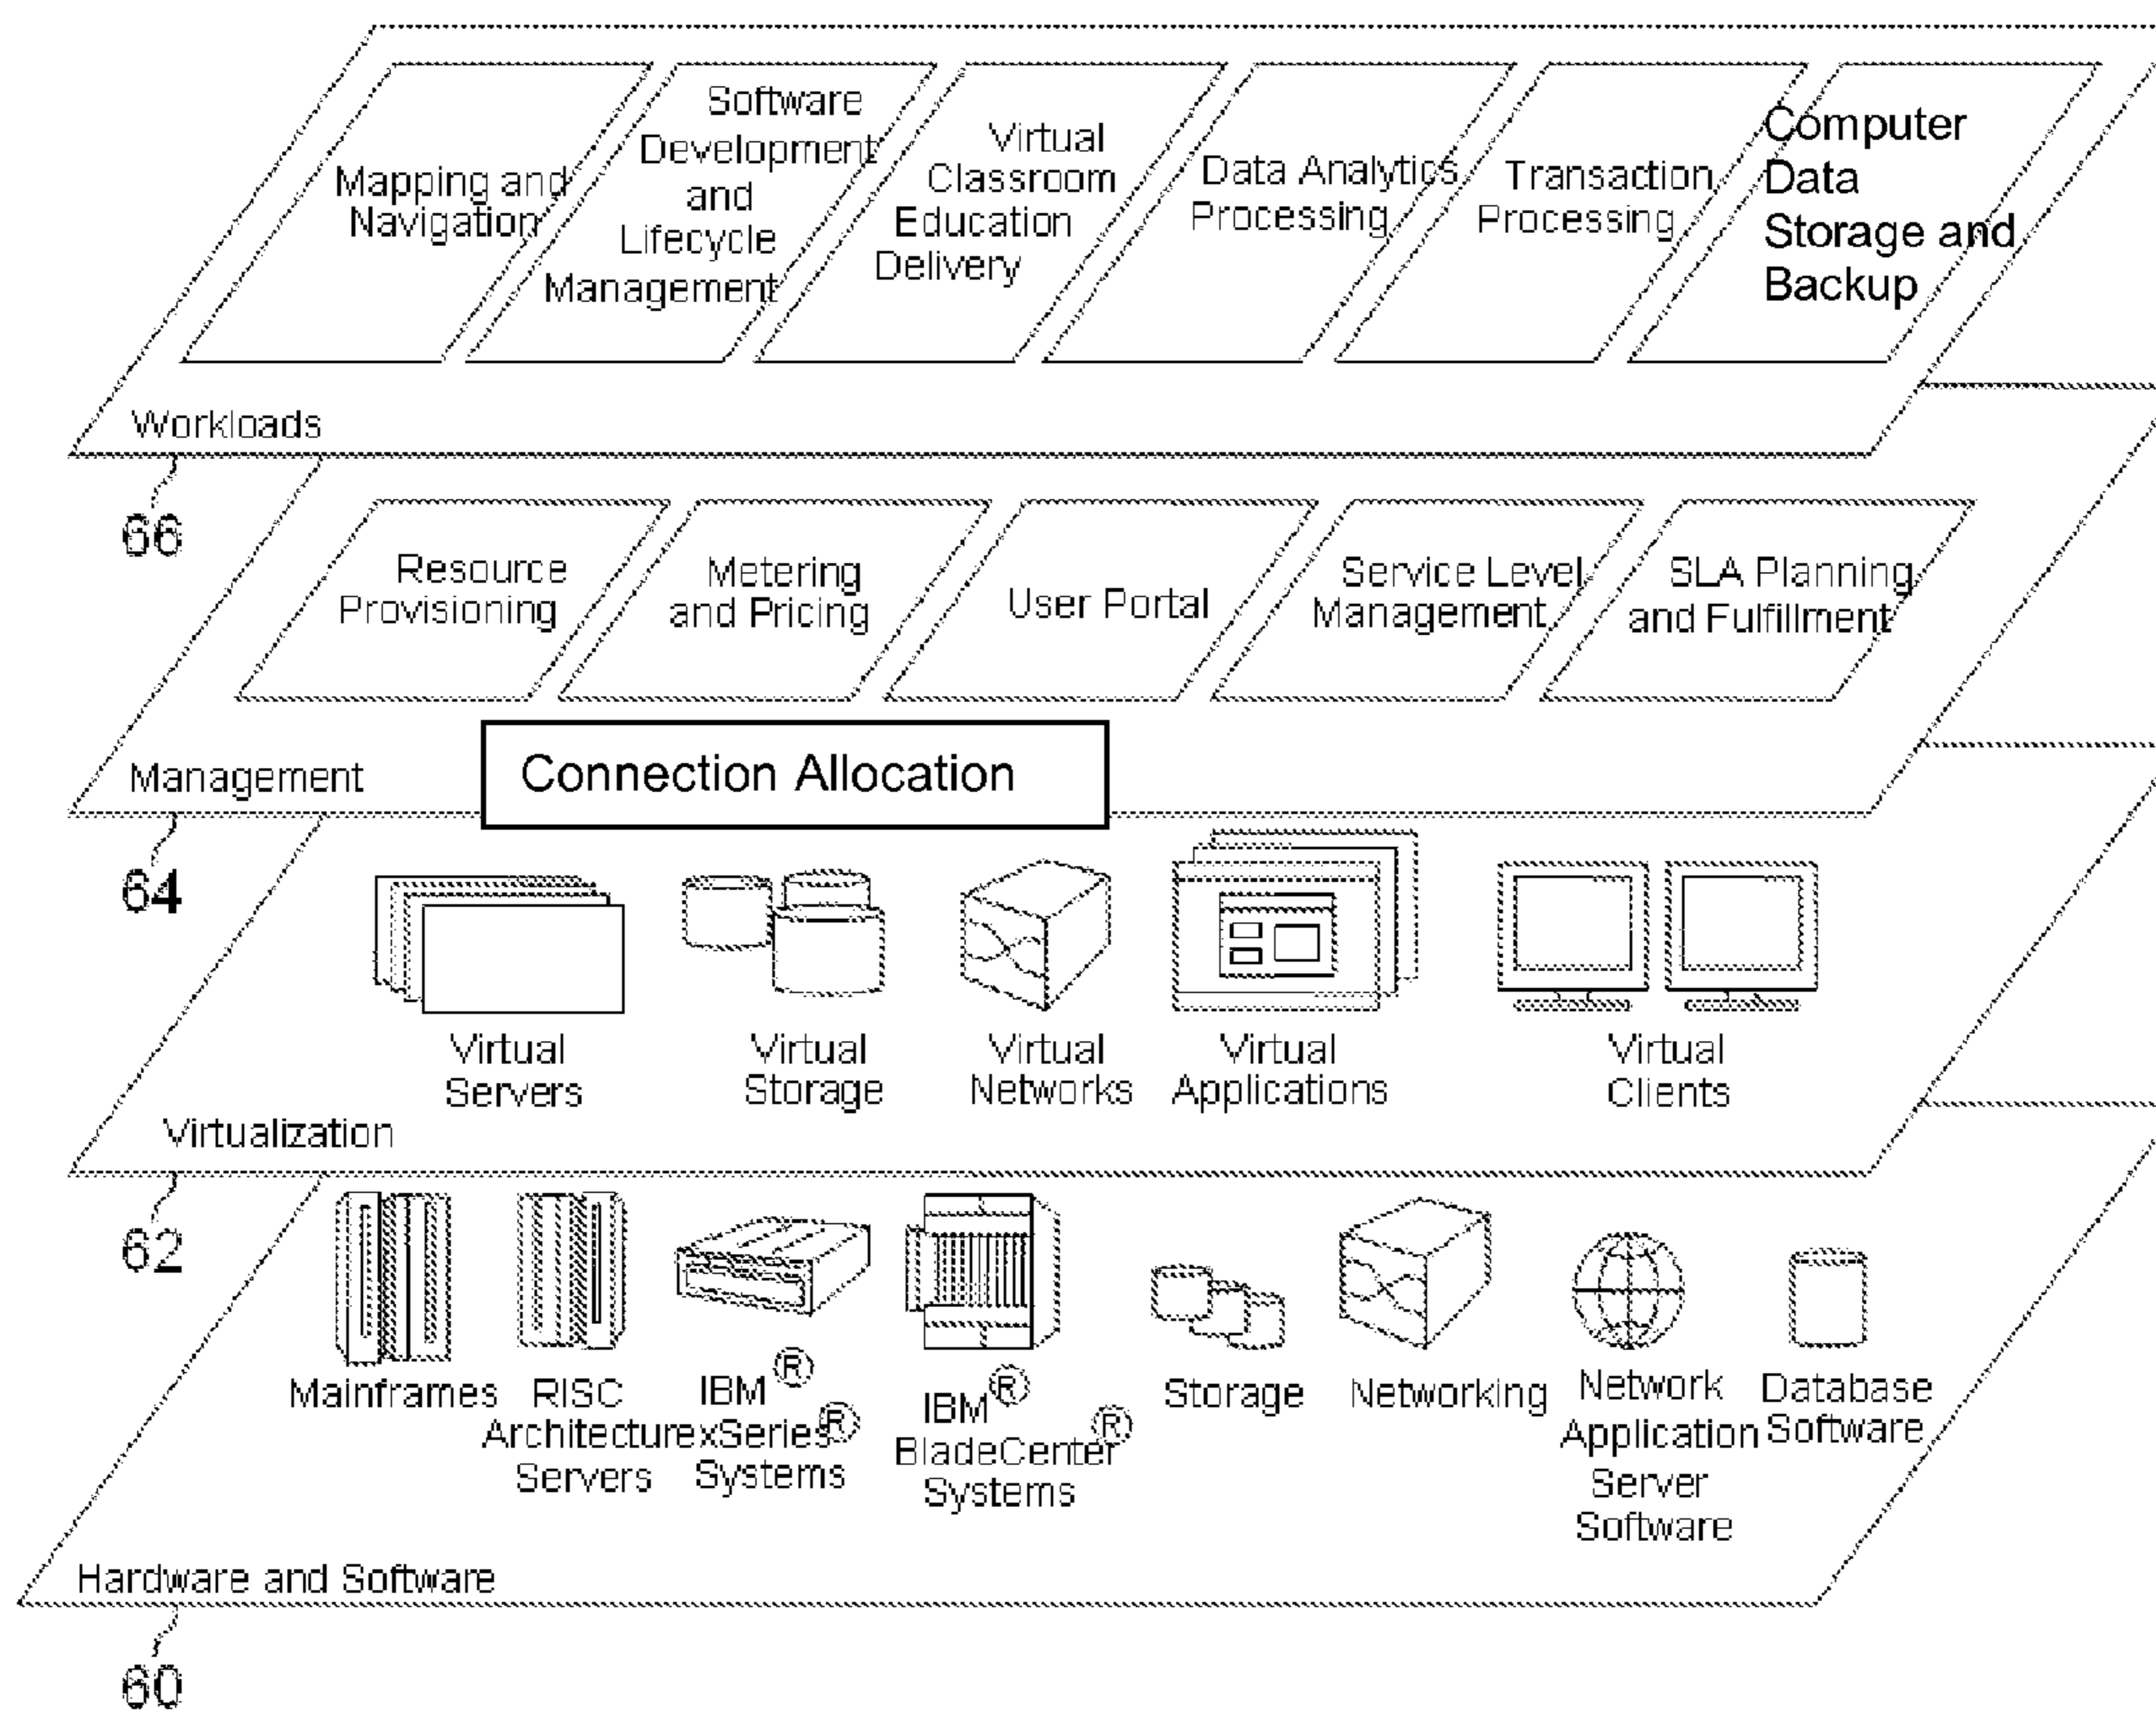 Mapping and
Navigation
Software
Development
and
Lifecycle
Management
Virtual
Classroom
Education
Delivery
Data Analytics
Processing
Transaction
Processing
Computer
Data
Storage and
Backup
Workloads
66
Resource
Provisioning
Metering
and Pricing
User Portal
Service Level
Management
SLA Planning
and Fulfillment
Management
Connection Allocation
64
Virtual
Servers
Virtual
Storage
Virtual
Networks
Virtual
Applications
Virtual
Clients
Virtualization
62
Mainframes
RISC
Architecture
Servers
IBM ®
xSeries ®
Systems
IBM ®
BladeCenter ®
Systems
Storage
Networking
Network
Application
Server
Software
Database
Software
Hardware and Software
60